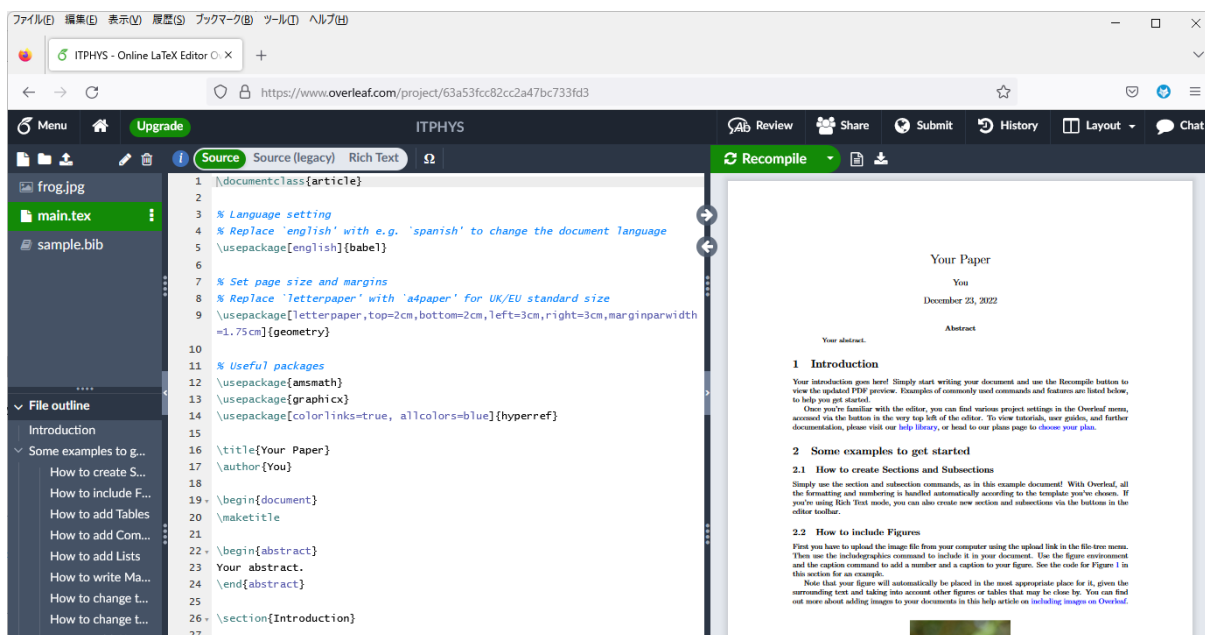 ファイル(F) 編集(E) 表示(V) 履歴(S) ブックマーク(B) ツール(T) ヘルプ(H)
ITPHYS - Online LaTeX Editor O
https://www.overleaf.com/project/63a53fcc82cc2a47bc733fd3
Menu Upgrade ITPHYS Review Share Submit History Layout Chat
Source Source (legacy) Rich Text Ω Recompile
frog.jpg
main.tex
sample.bib
File outline
Introduction
Some examples to g...
How to create S...
How to include F...
How to add Tables
How to add Com...
How to add Lists
How to write Ma...
How to change t...
How to change t...
1 \documentclass{article}
2
3 % Language setting
4 % Replace `english' with e.g. `spanish' to change the document language
5 \usepackage[english]{babel}
6
7 % Set page size and margins
8 % Replace `letterpaper' with `a4paper' for UK/EU standard size
9 \usepackage[letterpaper,top=2cm,bottom=2cm,left=3cm,right=3cm,marginparwidth
=1.75cm]{geometry}
10
11 % Useful packages
12 \usepackage{amsmath}
13 \usepackage{graphicx}
14 \usepackage[colorlinks=true, allcolors=blue]{hyperref}
15
16 \title{Your Paper}
17 \author{You}
18
19 \begin{document}
20 \maketitle
21
22 \begin{abstract}
23 Your abstract.
24 \end{abstract}
25
26 \section{Introduction}
27
Your Paper
You
December 23, 2022
Abstract
Your abstract.
1 Introduction
Your introduction goes here! Simply start writing your document and use the Recompile button to
view the updated PDF preview. Examples of commonly used commands and features are listed below,
to help you get started.
Once you're familiar with the editor, you can find various project settings in the Overleaf menu,
accessed via the button in the very top left of the editor. To view tutorials, user guides, and further
documentation, please visit our help library, or head to our plans page to choose your plan.
2 Some examples to get started
2.1 How to create Sections and Subsections
Simply use the section and subsection commands, as in this example document! With Overleaf, all
the formatting and numbering is handled automatically according to the template you've chosen. If
you're using Rich Text mode, you can also create new section and subsections via the buttons in the
editor toolbar.
2.2 How to include Figures
First you have to upload the image file from your computer using the upload link in the file-tree menu.
Then use the includegraphics command to include it in your document. Use the figure environment
and the caption command to add a number and a caption to your figure. See the code for Figure 1 in
this section for an example.
Note that your figure will automatically be placed in the most appropriate place for it, given the
surrounding text and taking into account other figures or tables that may be close by. You can find
out more about adding images to your documents in this help article on including images on Overleaf.